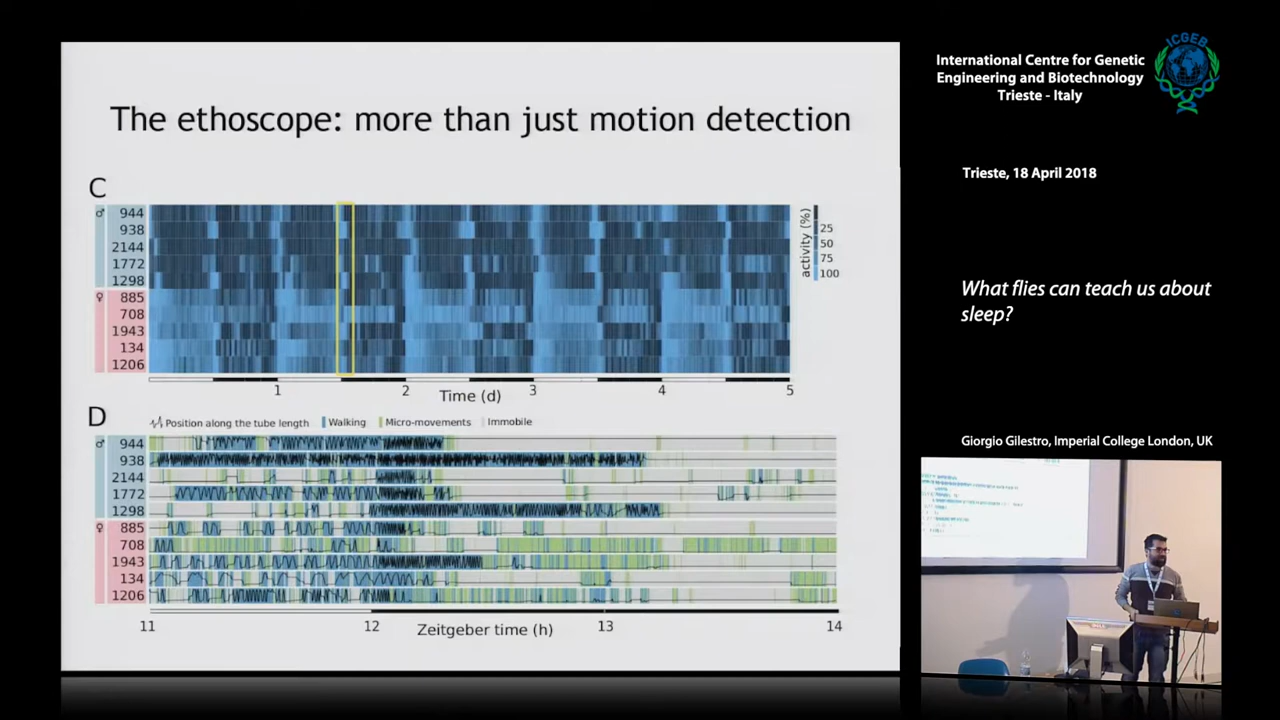 The ethoscope: more than just motion detection
C
♂ 944
938
2144
1772
1298
♀ 885
708
1943
134
1206
activity (%)
25
50
75
100
1 2 3 4 5
Time (d)
D
Position along the tube length Walking Micro-movements Immobile
♂ 944
938
2144
1772
1298
♀ 885
708
1943
134
1206
11 12 13 14
Zeitgeber time (h)
International Centre for Genetic
Engineering and Biotechnology
Trieste - Italy
ICGEB
Trieste, 18 April 2018
What flies can teach us about
sleep?
Giorgio Gilestro, Imperial College London, UK